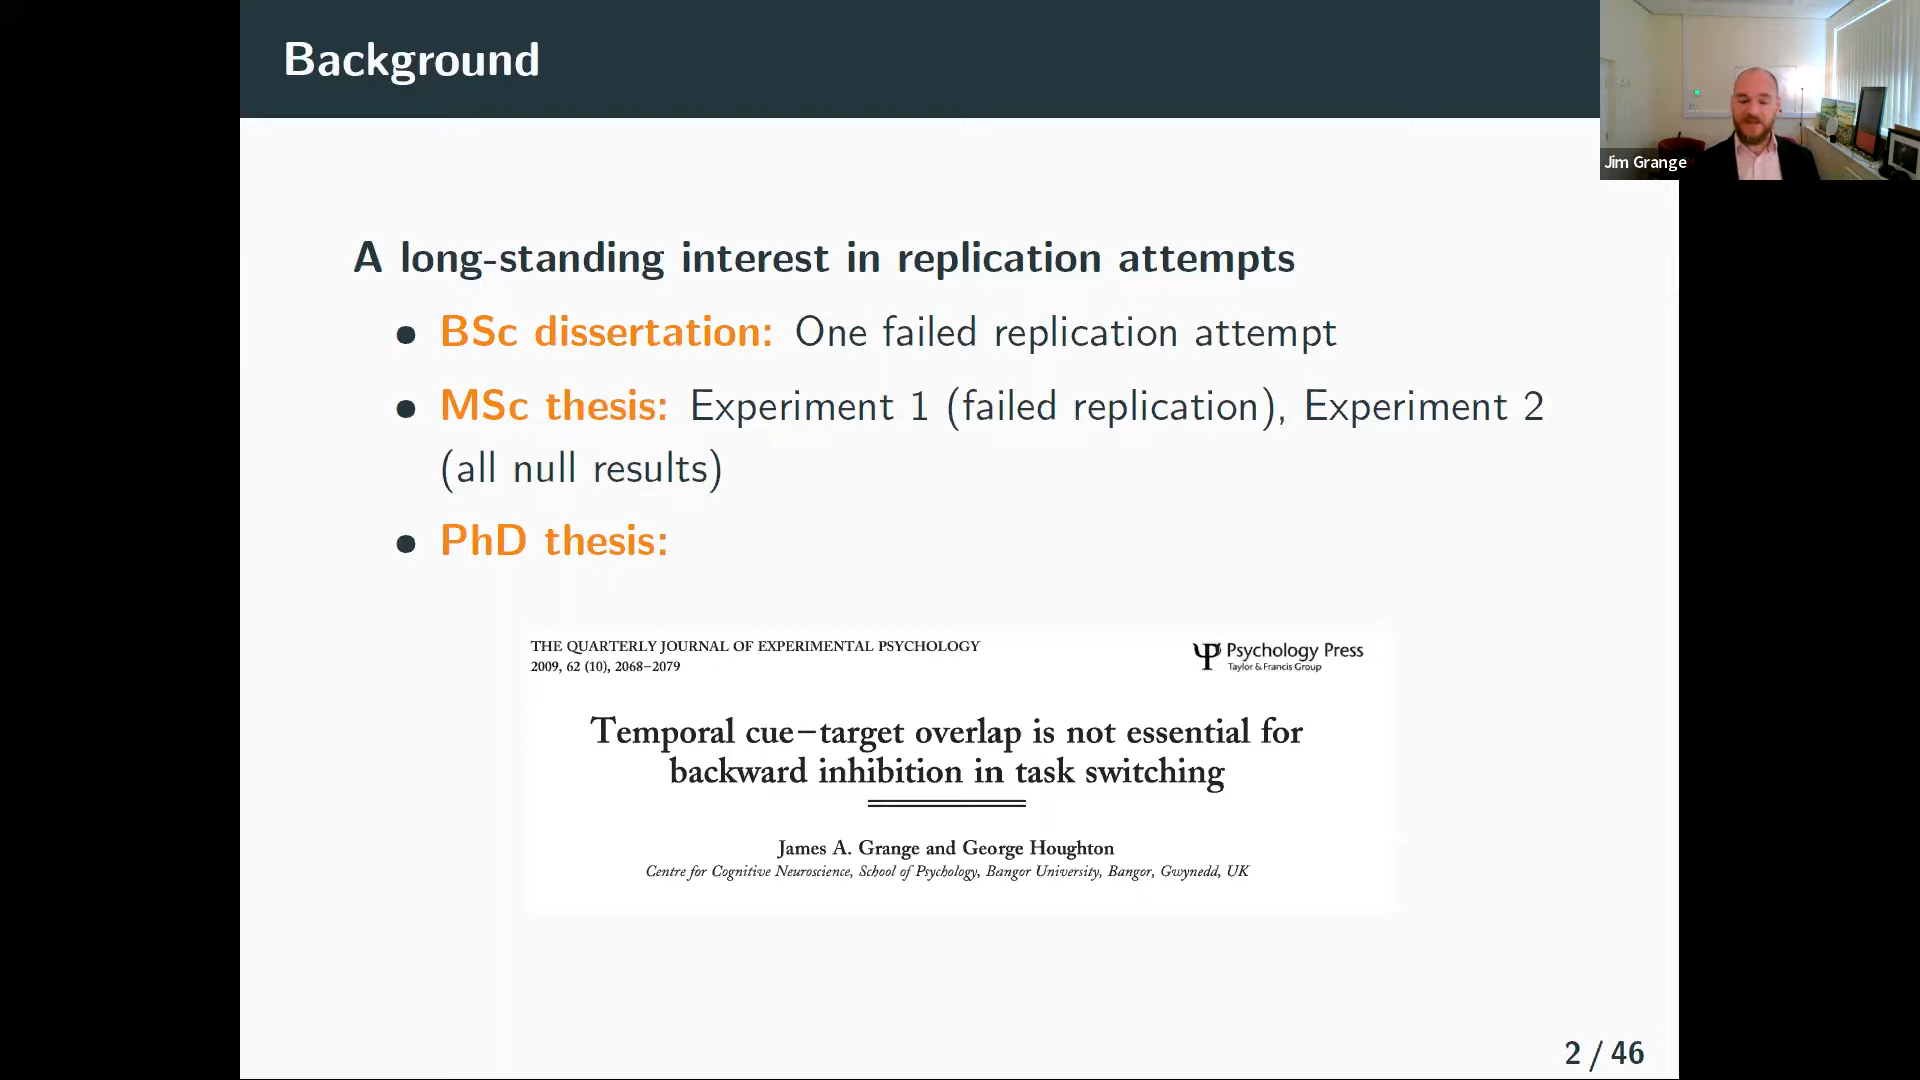 Background
Jim Grange
A long-standing interest in replication attempts
• BSc dissertation: One failed replication attempt
• MSc thesis: Experiment 1 (failed replication), Experiment 2
(all null results)
• PhD thesis:
THE QUARTERLY JOURNAL OF EXPERIMENTAL PSYCHOLOGY
2009, 62 (10), 2068–2079
Psychology Press
Taylor & Francis Group
Temporal cue–target overlap is not essential for
backward inhibition in task switching
James A. Grange and George Houghton
Centre for Cognitive Neuroscience, School of Psychology, Bangor University, Bangor, Gwynedd, UK
2 / 46